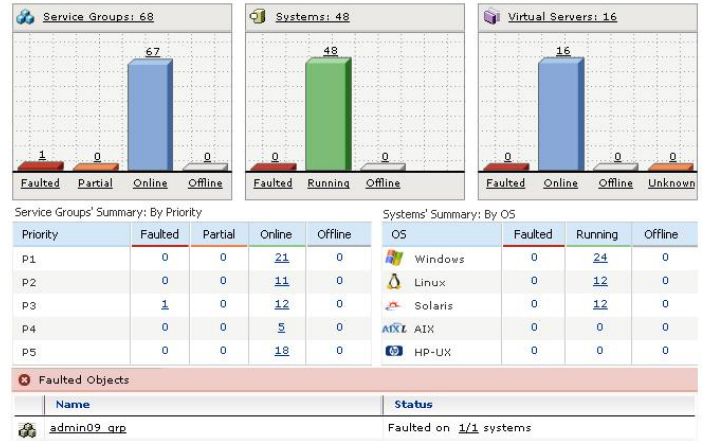 Service Groups: 68
1 0 67 0
Faulted Partial Online Offline
Systems: 48
0 48 0
Faulted Running Offline
Virtual Servers: 16
0 16 0 0
Faulted Online Offline Unknown
Service Groups' Summary: By Priority
Priority Faulted Partial Online Offline
P1 0 0 21 0
P2 0 0 11 0
P3 1 0 12 0
P4 0 0 5 0
P5 0 0 18 0
Systems' Summary: By OS
OS Faulted Running Offline
Windows 0 24 0
Linux 0 12 0
Solaris 0 12 0
AIX L AIX 0 0 0
hp HP-UX 0 0 0
Faulted Objects
Name Status
admin09_grp Faulted on 1/1 systems